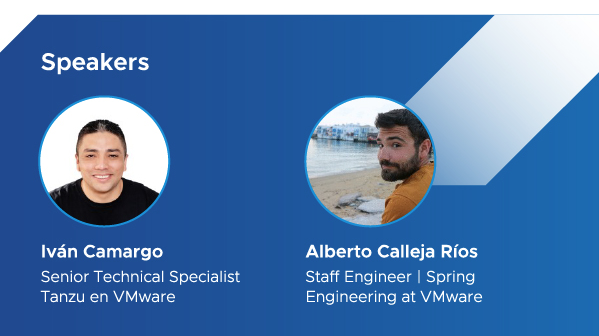 Speakers
Iván Camargo
Senior Technical Specialist
Tanzu en VMware
Alberto Calleja Ríos
Staff Engineer | Spring
Engineering at VMware